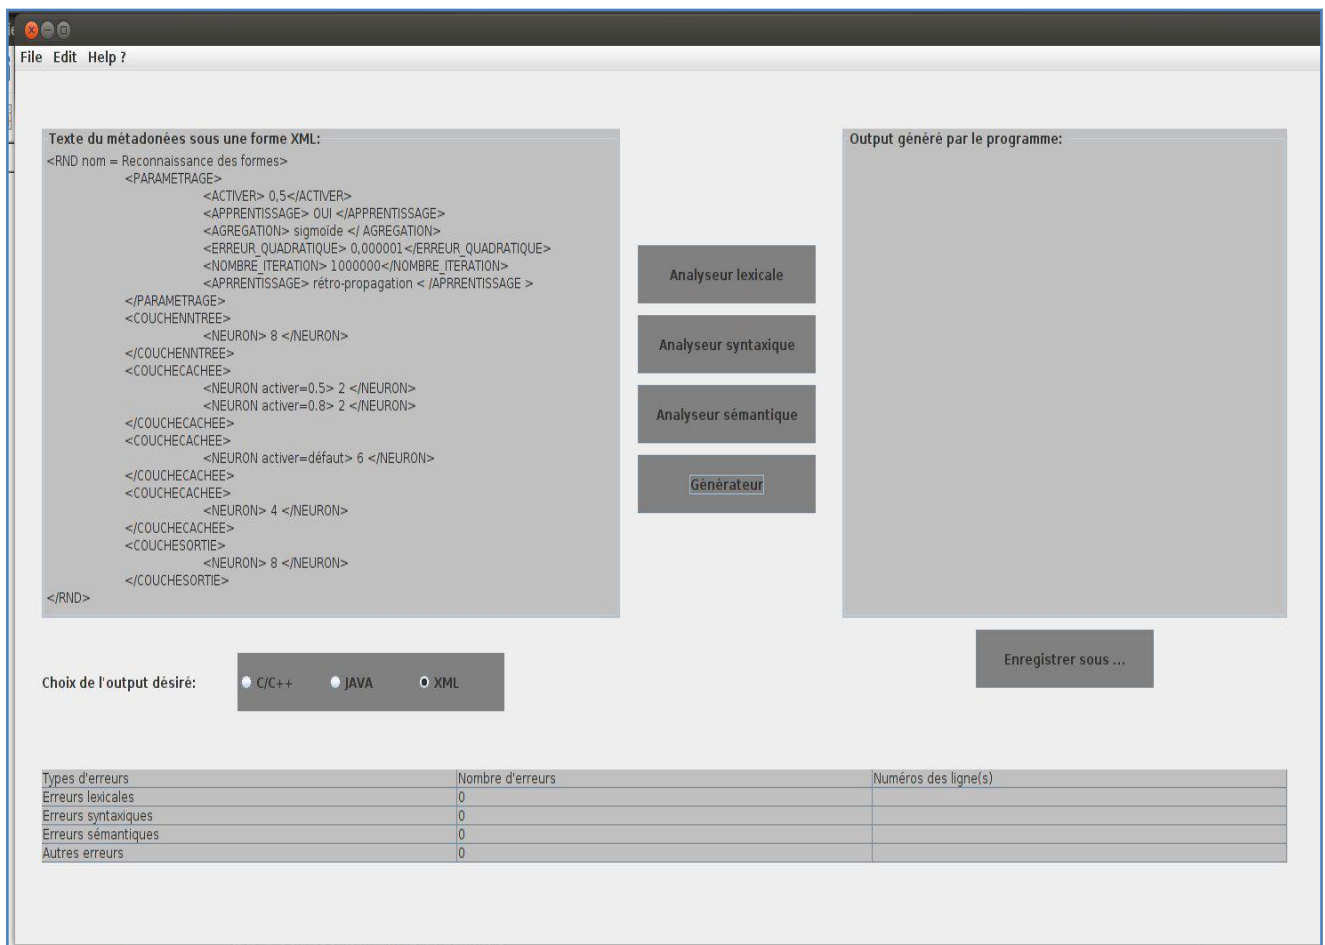 File Edit Help ?
Texte du métadonées sous une forme XML:
<RND nom = Reconnaissance des formes>
<PARAMETRAGE>
<ACTIVER> 0,5</ACTIVER>
<APPRENTISSAGE> OUI </APPRENTISSAGE>
<AGREGATION> sigmoïde </ AGREGATION>
<ERREUR_QUADRATIQUE> 0,000001</ERREUR_QUADRATIQUE>
<NOMBRE_ITERATION> 1000000</NOMBRE_ITERATION>
<APRRENTISSAGE> rétro-propagation < /APRRENTISSAGE >
</PARAMETRAGE>
<COUCHENNTREE>
<NEURON> 8 </NEURON>
</COUCHENNTREE>
<COUCHECACHEE>
<NEURON activer=0.5> 2 </NEURON>
<NEURON activer=0.8> 2 </NEURON>
</COUCHECACHEE>
<COUCHECACHEE>
<NEURON activer=défaut> 6 </NEURON>
</COUCHECACHEE>
<COUCHECACHEE>
<NEURON> 4 </NEURON>
</COUCHECACHEE>
<COUCHESORTIE>
<NEURON> 8 </NEURON>
</COUCHESORTIE>
</RND>
Analyseur lexicale
Analyseur syntaxique
Analyseur sémantique
Générateur
Output généré par le programme:
Enregistrer sous ...
Choix de l'output désiré: C/C++ JAVA XML
Types d'erreurs Nombre d'erreurs Numéros des ligne(s)
Erreurs lexicales 0
Erreurs syntaxiques 0
Erreurs sémantiques 0
Autres erreurs 0